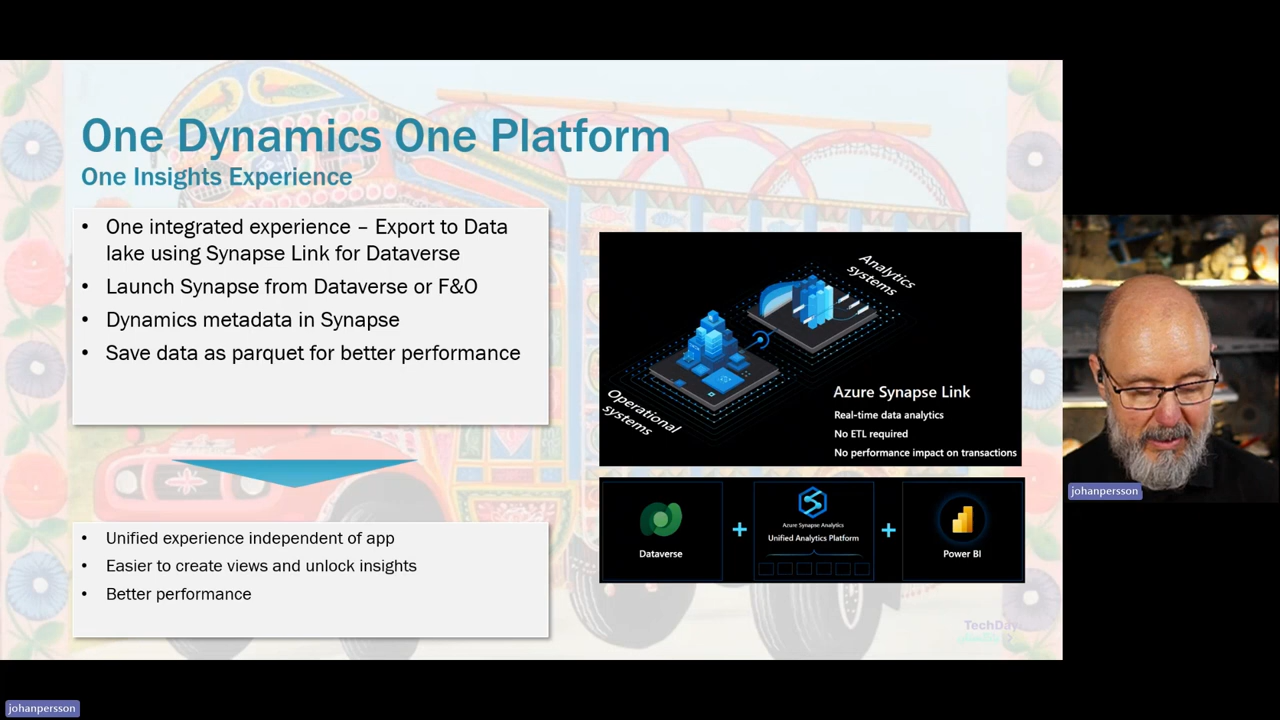 One Dynamics One Platform
One Insights Experience
• One integrated experience – Export to Data
lake using Synapse Link for Dataverse
• Launch Synapse from Dataverse or F&O
• Dynamics metadata in Synapse
• Save data as parquet for better performance
• Unified experience independent of app
• Easier to create views and unlock insights
• Better performance
Analytics
systems
Operational
systems
Azure Synapse Link
Real-time data analytics
No ETL required
No performance impact on transactions
Dataverse
+
Azure Synapse Analytics
Unified Analytics Platform
+
Power BI
TechDay
johanpersson
johanpersson